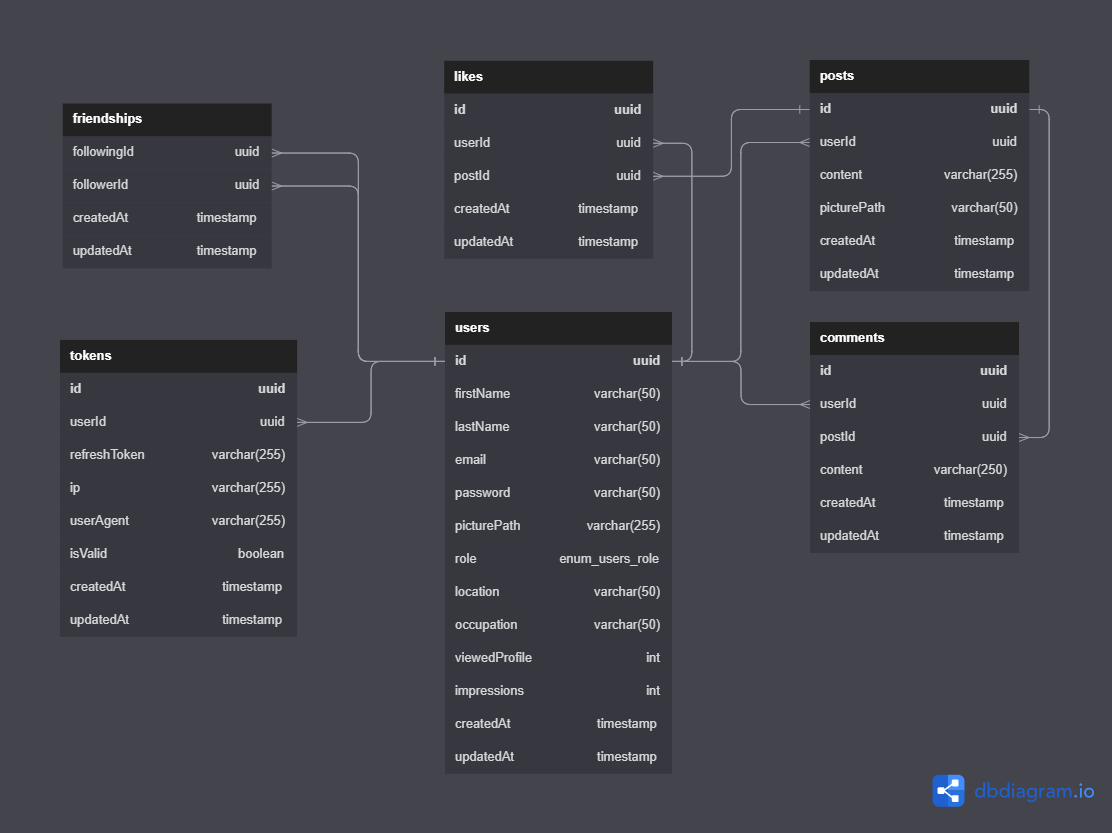 friendships
followingId uuid
followerId uuid
createdAt timestamp
updatedAt timestamp
likes
id uuid
userId uuid
postId uuid
createdAt timestamp
updatedAt timestamp
posts
id uuid
userId uuid
content varchar(255)
picturePath varchar(50)
createdAt timestamp
updatedAt timestamp
tokens
id uuid
userId uuid
refreshToken varchar(255)
ip varchar(255)
userAgent varchar(255)
isValid boolean
createdAt timestamp
updatedAt timestamp
users
id uuid
firstName varchar(50)
lastName varchar(50)
email varchar(50)
password varchar(50)
picturePath varchar(255)
role enum_users_role
location varchar(50)
occupation varchar(50)
viewedProfile int
impressions int
createdAt timestamp
updatedAt timestamp
comments
id uuid
userId uuid
postId uuid
content varchar(250)
createdAt timestamp
updatedAt timestamp
dbdiagram.io